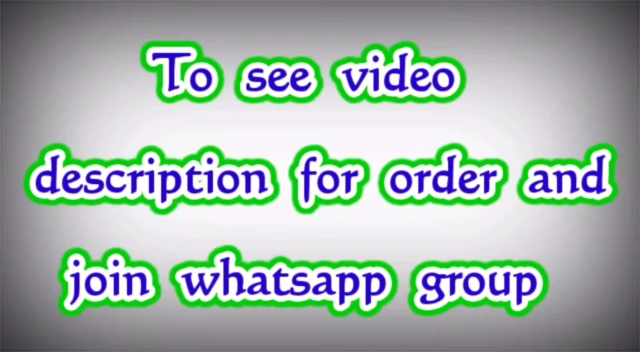 To see video
description for order and
join whatsapp group